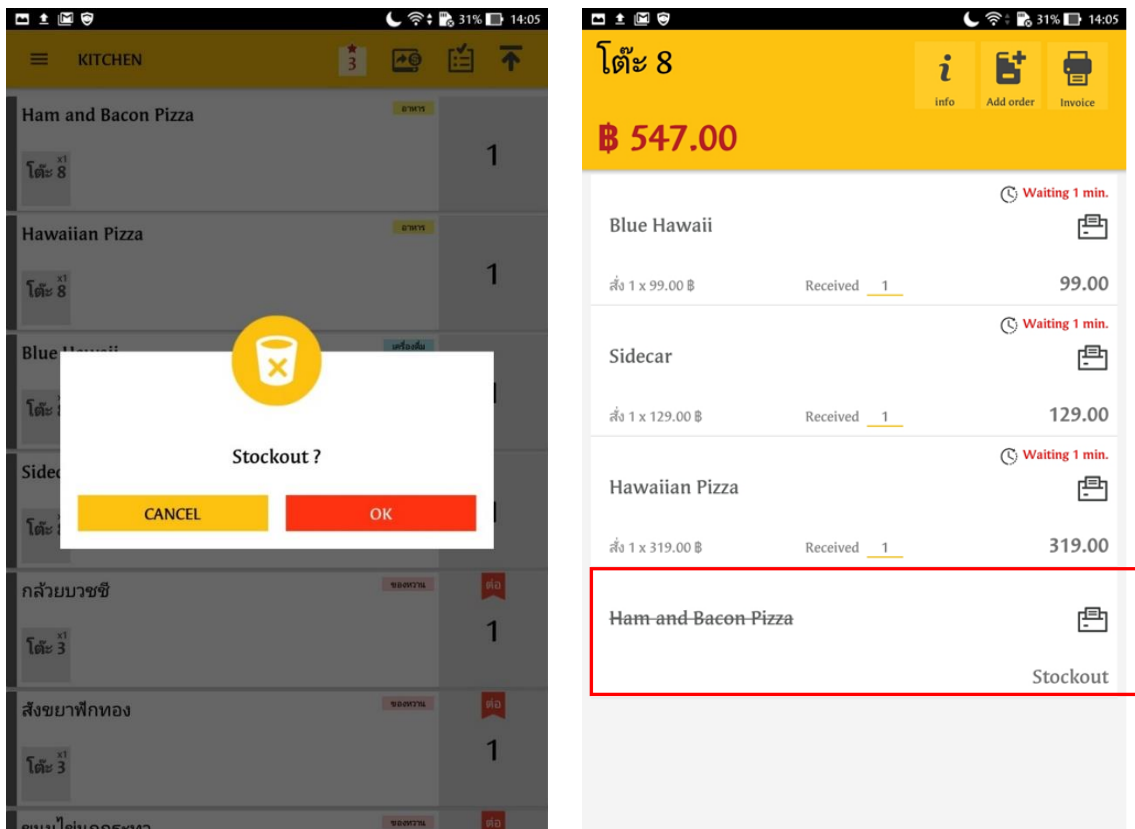 31% 14:05
KITCHEN
3
Ham and Bacon Pizza
อาหาร
1
x1
โต๊ะ 8
Hawaiian Pizza
อาหาร
1
x1
โต๊ะ 8
Blue
เครื่องดื่ม
โต๊ะ
Stockout ?
CANCEL
OK
โต๊ะ
กล้วยบวชชี
ของหวาน
ต่อ
1
x1
โต๊ะ 3
สังขยาฟักทอง
ของหวาน
ต่อ
1
x1
โต๊ะ 3
ของหวาน
ต่อ
31% 14:05
โต๊ะ 8
i
info
Add order
Invoice
฿ 547.00
Waiting 1 min.
Blue Hawaii
สั่ง 1 x 99.00 ฿ Received 1 99.00
Waiting 1 min.
Sidecar
สั่ง 1 x 129.00 ฿ Received 1 129.00
Waiting 1 min.
Hawaiian Pizza
สั่ง 1 x 319.00 ฿ Received 1 319.00
Ham and Bacon Pizza
Stockout